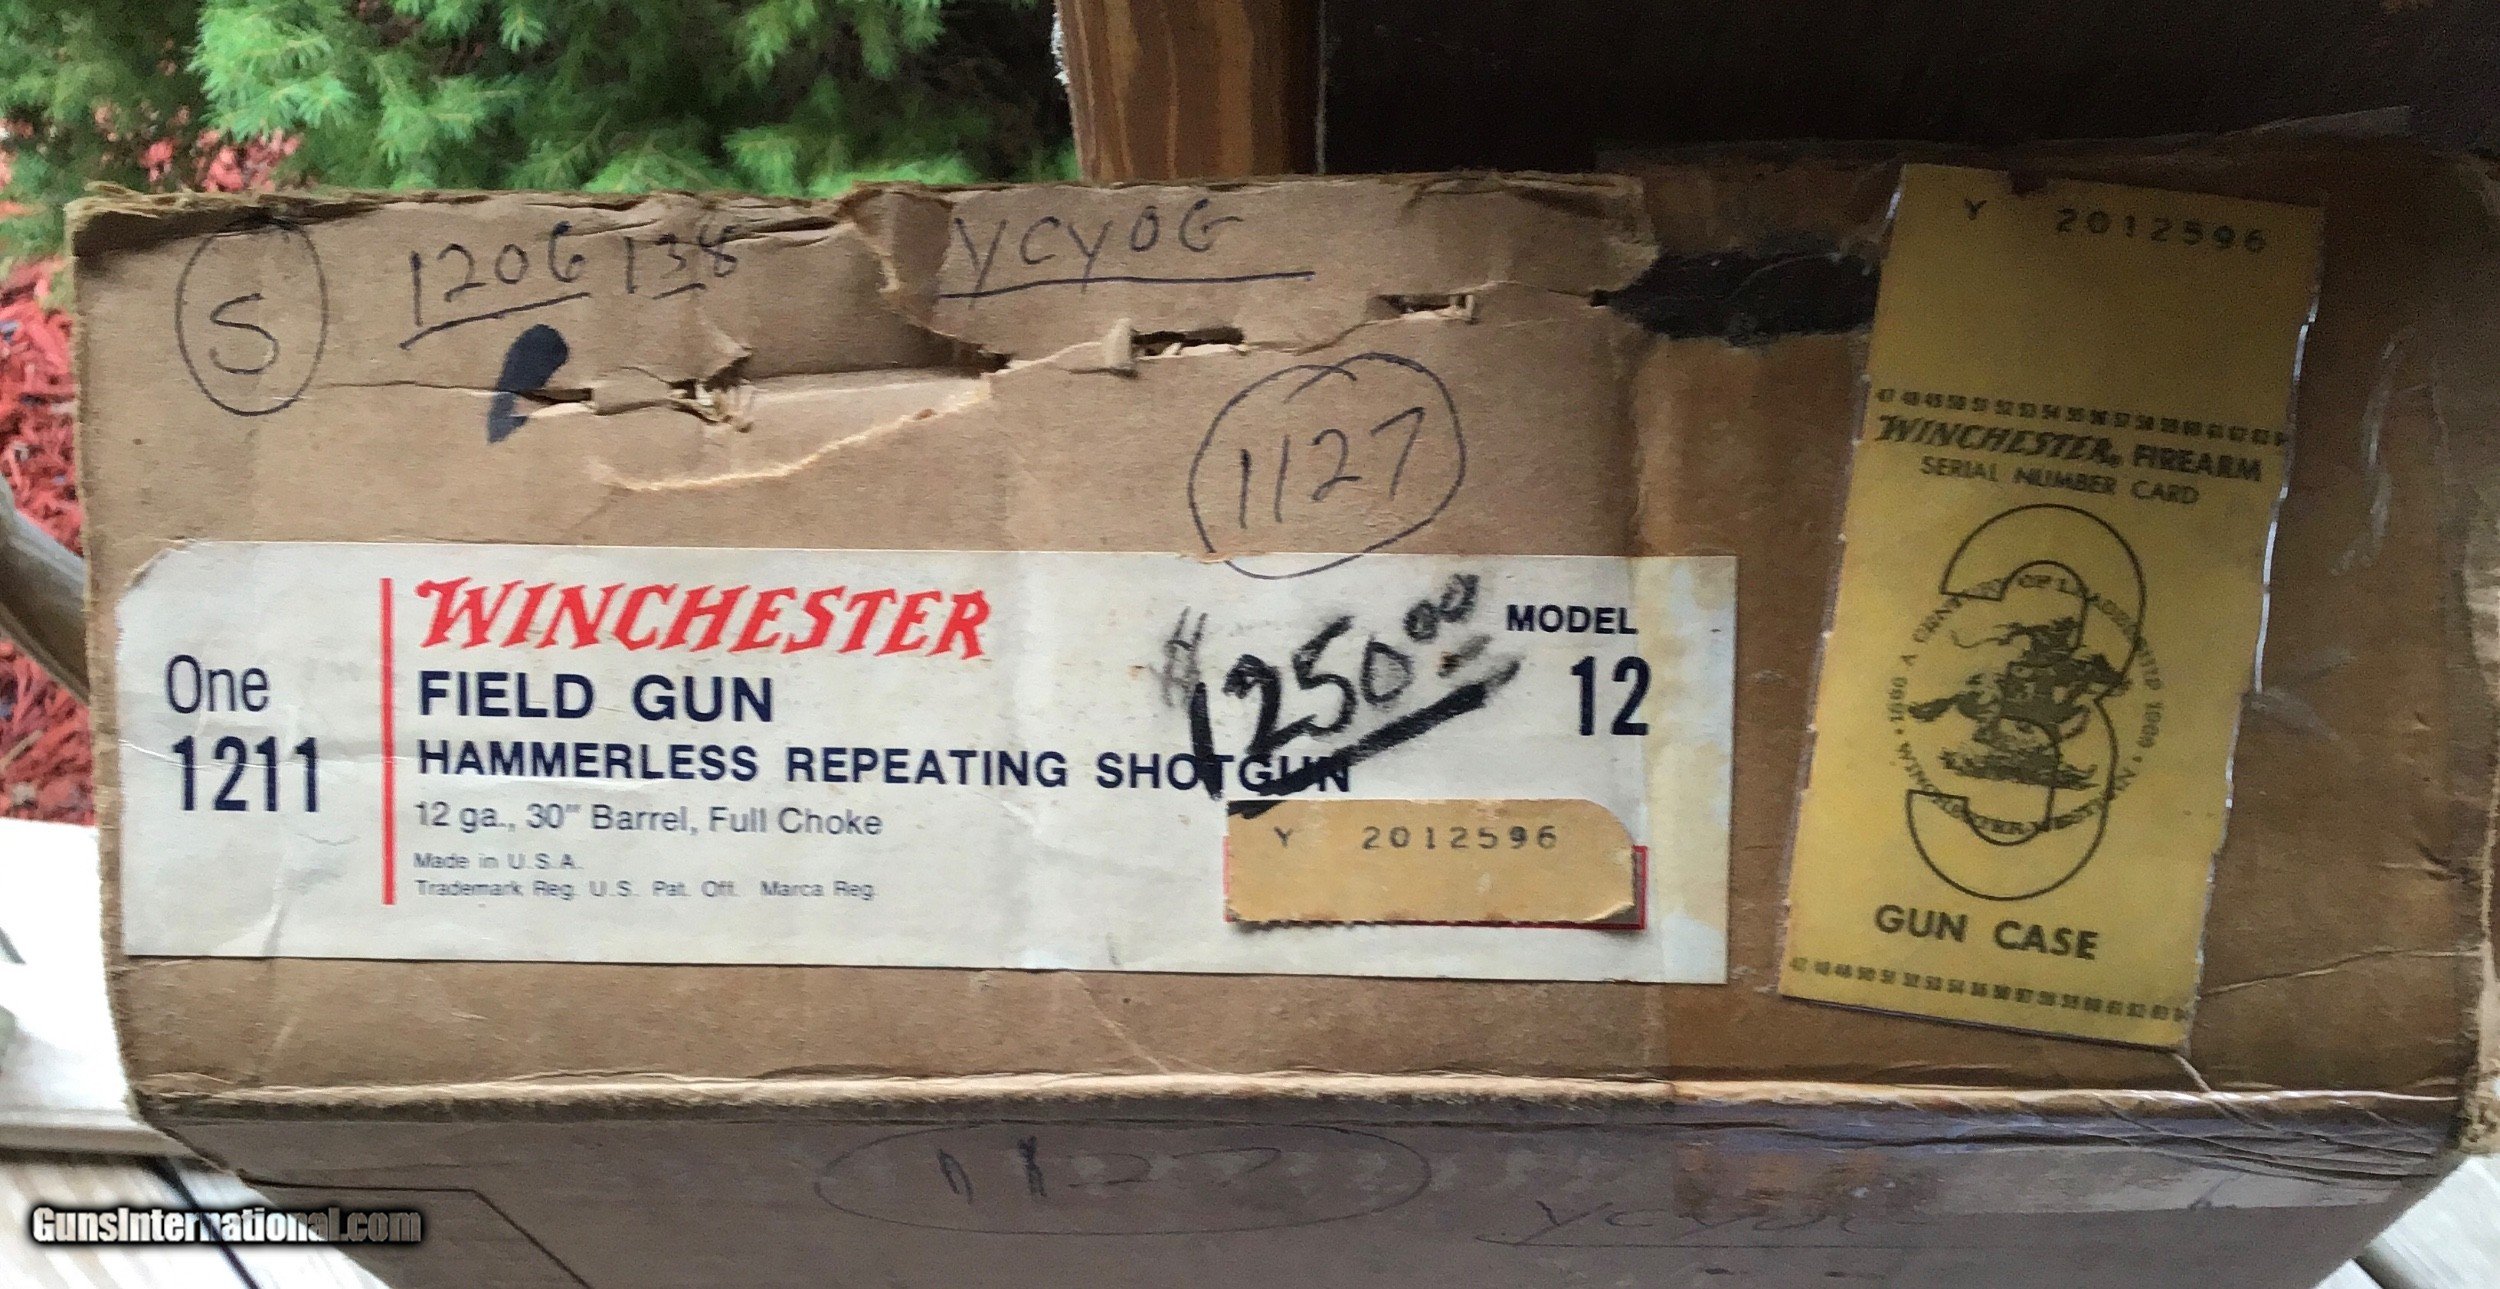 S
1206 138
YCYOG
1127
One
1211
WINCHESTER
FIELD GUN
HAMMERLESS REPEATING SHOTGUN
12 ga., 30" Barrel, Full Choke
Made in U.S.A.
Trademark Reg. U.S. Pat. Off. Marca Reg.
$1250.00
MODEL
12
Y 2012596
Y 2012596
WINCHESTER® FIREARM
SERIAL NUMBER CARD
GUN CASE
GunsInternational.com